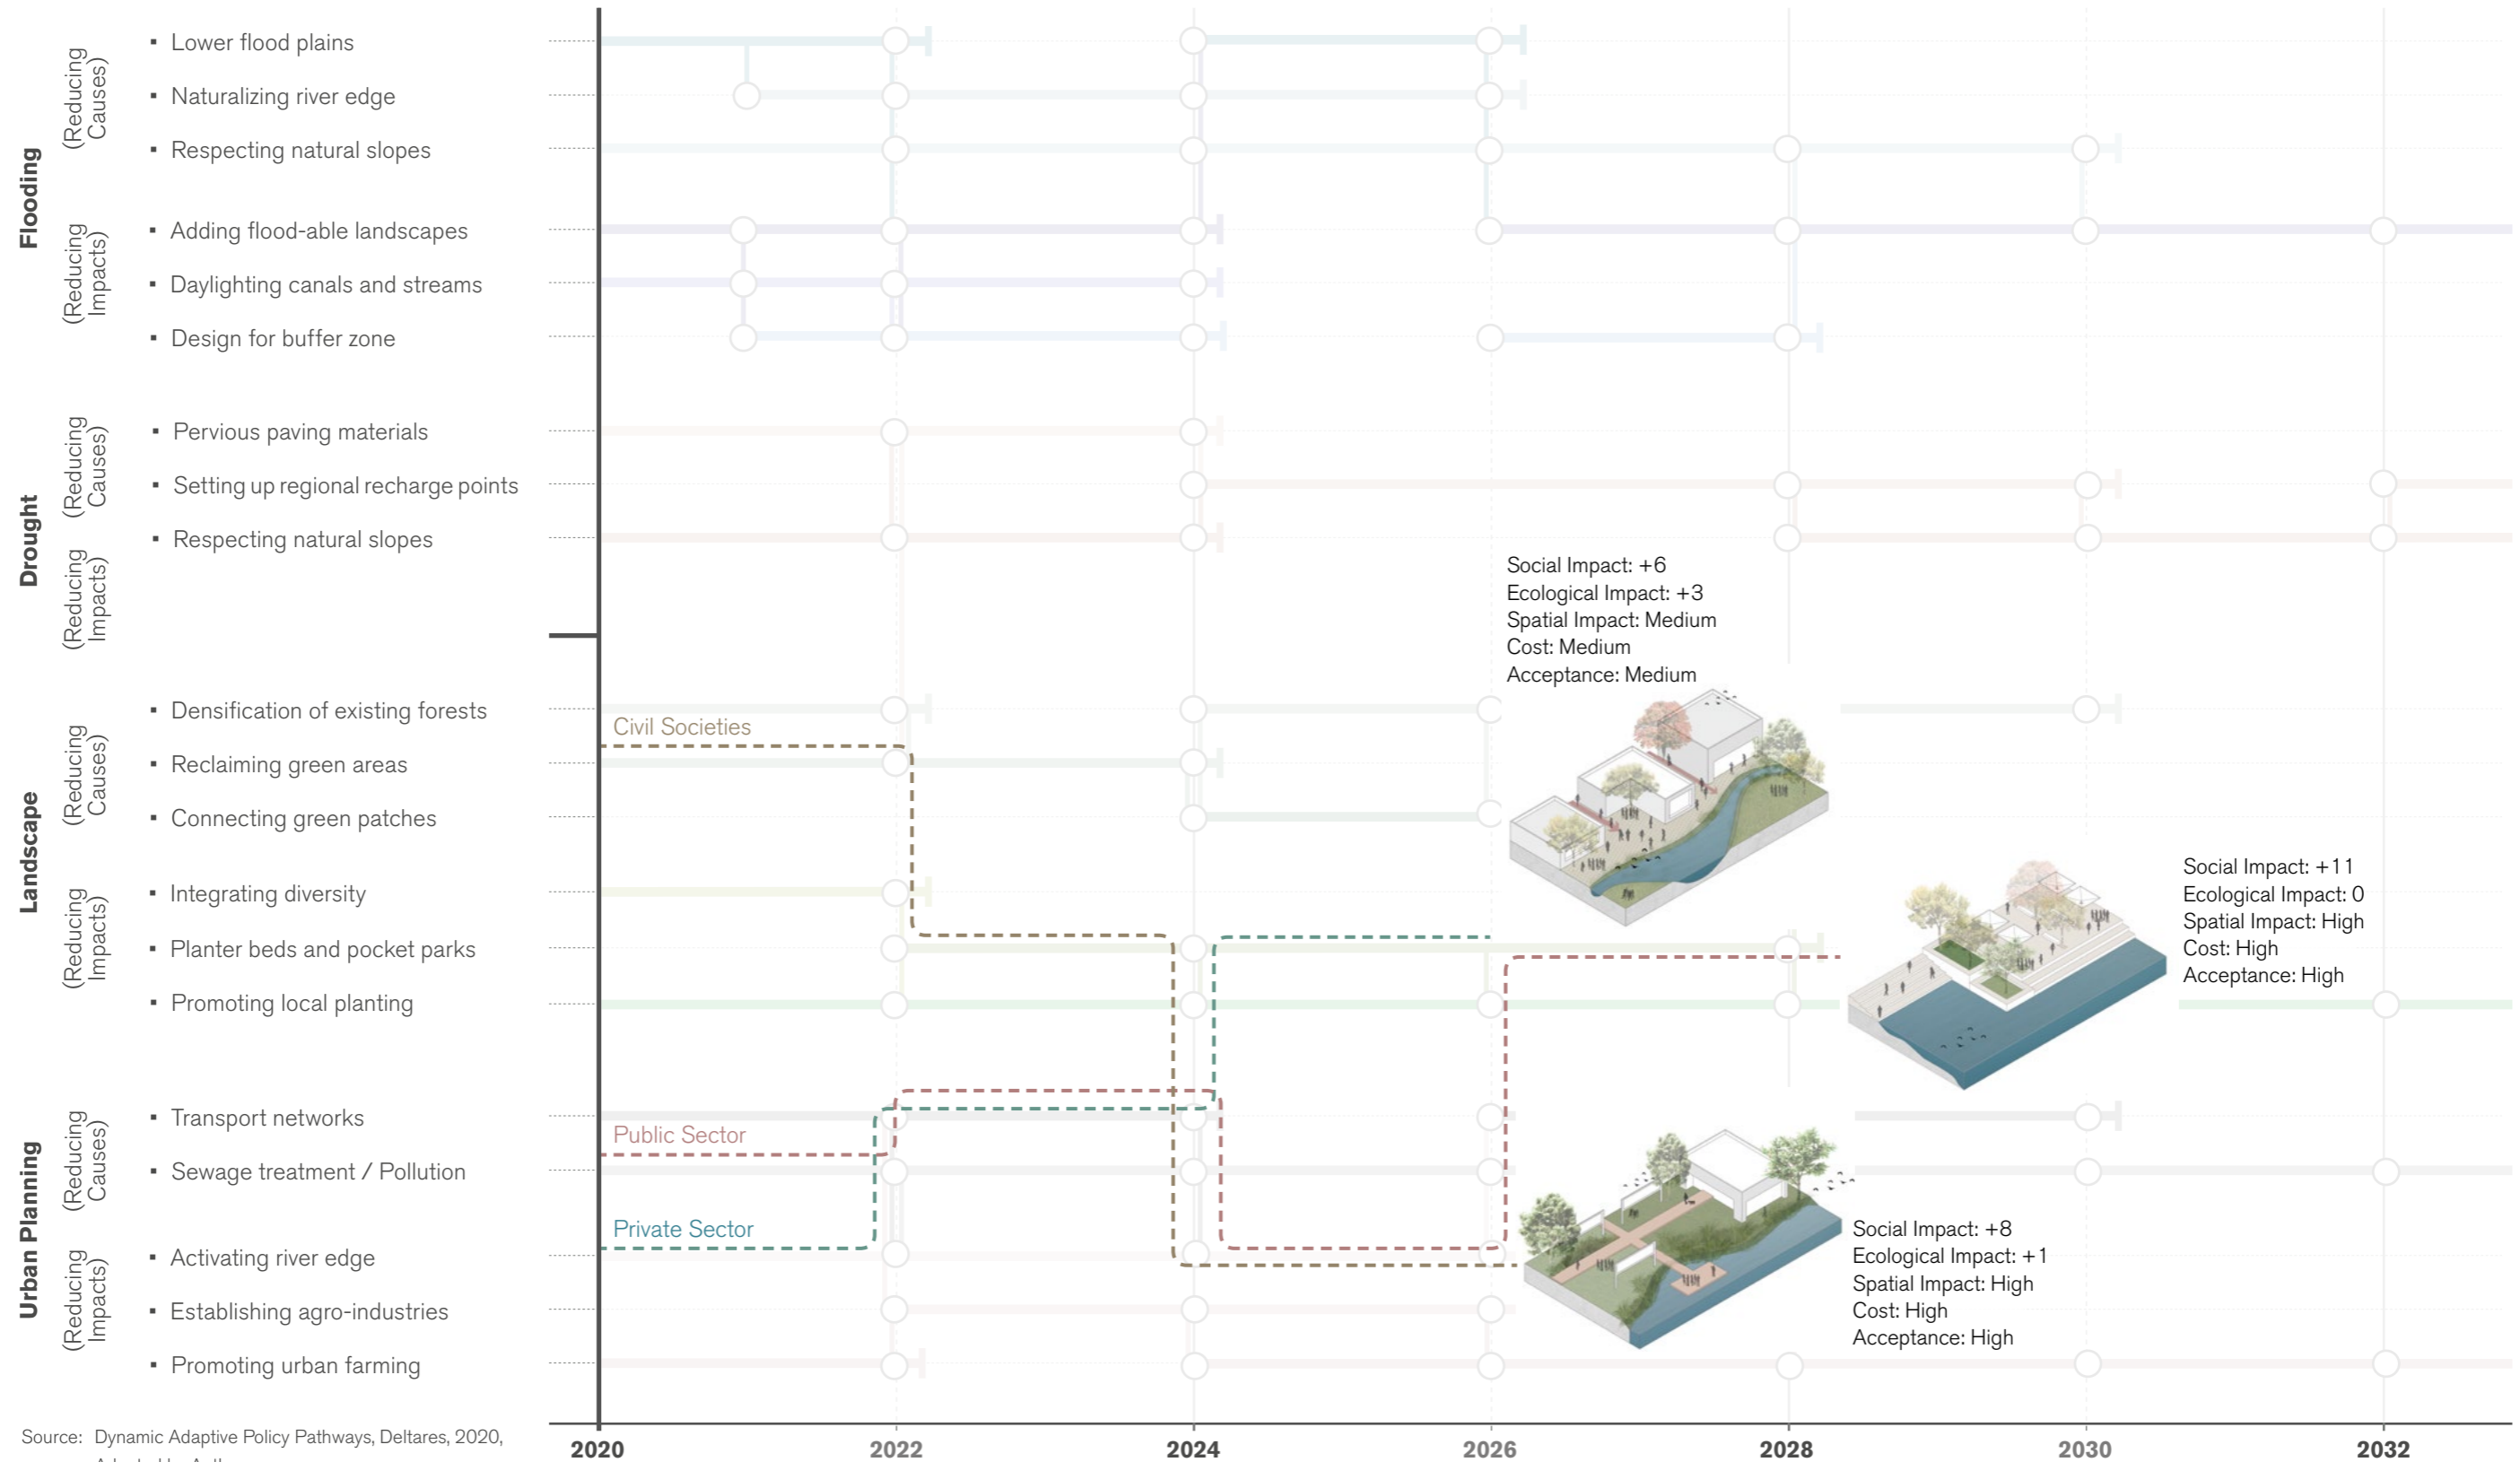 Flooding
(Reducing
Causes)
▪ Lower flood plains
▪ Naturalizing river edge
▪ Respecting natural slopes
(Reducing
Impacts)
▪ Adding flood-able landscapes
▪ Daylighting canals and streams
▪ Design for buffer zone
Drought
(Reducing
Causes)
▪ Pervious paving materials
▪ Setting up regional recharge points
▪ Respecting natural slopes
(Reducing
Impacts)
Social Impact: +6
Ecological Impact: +3
Spatial Impact: Medium
Cost: Medium
Acceptance: Medium
Landscape
(Reducing
Causes)
▪ Densification of existing forests
Civil Societies
▪ Reclaiming green areas
▪ Connecting green patches
(Reducing
Impacts)
▪ Integrating diversity
▪ Planter beds and pocket parks
▪ Promoting local planting
Social Impact: +11
Ecological Impact: 0
Spatial Impact: High
Cost: High
Acceptance: High
Urban Planning
(Reducing
Causes)
▪ Transport networks
Public Sector
▪ Sewage treatment / Pollution
Private Sector
(Reducing
Impacts)
▪ Activating river edge
▪ Establishing agro-industries
▪ Promoting urban farming
Social Impact: +8
Ecological Impact: +1
Spatial Impact: High
Cost: High
Acceptance: High
Source: Dynamic Adaptive Policy Pathways, Deltares, 2020,
2020 2022 2024 2026 2028 2030 2032